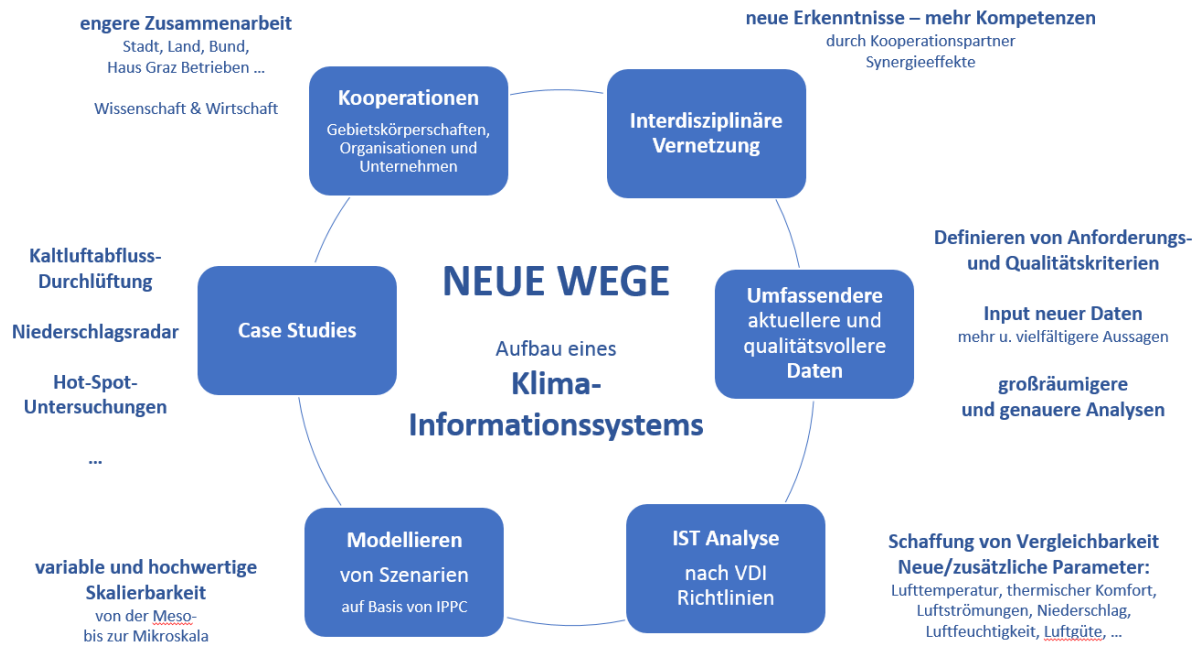 engere Zusammenarbeit
Stadt, Land, Bund,
Haus Graz Betrieben ...
Wissenschaft & Wirtschaft
Kooperationen
Gebietskörperschaften,
Organisationen und
Unternehmen
neue Erkenntnisse – mehr Kompetenzen
durch Kooperationspartner
Synergieeffekte
Interdisziplinäre
Vernetzung
Definieren von Anforderungs-
und Qualitätskriterien
Input neuer Daten
mehr u. vielfältigere Aussagen
großräumigere
und genauere Analysen
Umfassendere
aktuellere und
qualitätsvollere
Daten
NEUE WEGE
Aufbau eines
Klima-
Informationssystems
Kaltluftabfluss-
Durchlüftung
Niederschlagsradar
Hot-Spot-
Untersuchungen
...
Case Studies
Modellieren
von Szenarien
auf Basis von IPPC
variable und hochwertige
Skalierbarkeit
von der Meso-
bis zur Mikroskala
IST Analyse
nach VDI
Richtlinien
Schaffung von Vergleichbarkeit
Neue/zusätzliche Parameter:
Lufttemperatur, thermischer Komfort,
Luftströmungen, Niederschlag,
Luftfeuchtigkeit, Luftgüte, ...